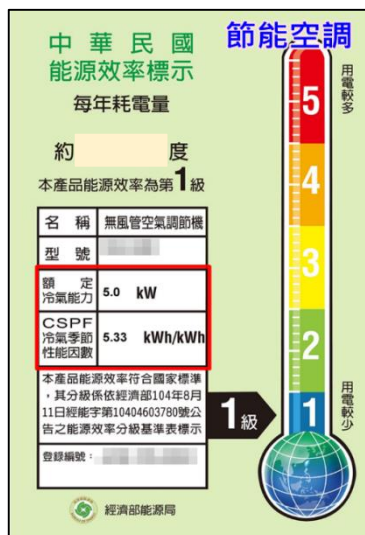 節能空調
中華民國
能源效率標示
每年耗電量
約 度
本產品能源效率為第1級
名稱 無風管空氣調節機
型號
額定冷氣能力 5.0 kW
CSPF冷氣季節性能因數 5.33 kWh/kWh
本產品能源效率符合國家標準
，其分級係依經濟部104年8月
11日經能字第10404603780號公
告之能源效率分級基準表標示
登錄編號：
經濟部能源局
用電較多
5
4
3
2
1
用電較少
1級